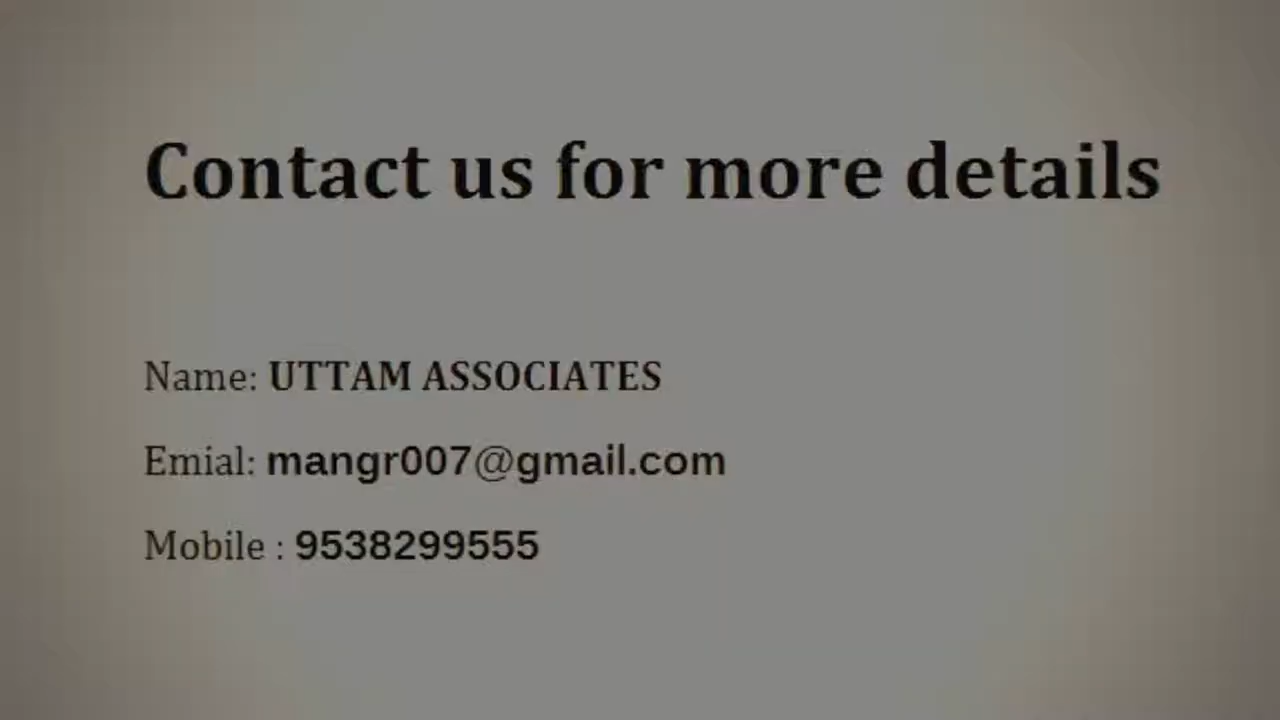 Contact us for more details
Name: UTTAM ASSOCIATES
Emial: mangr007@gmail.com
Mobile : 9538299555